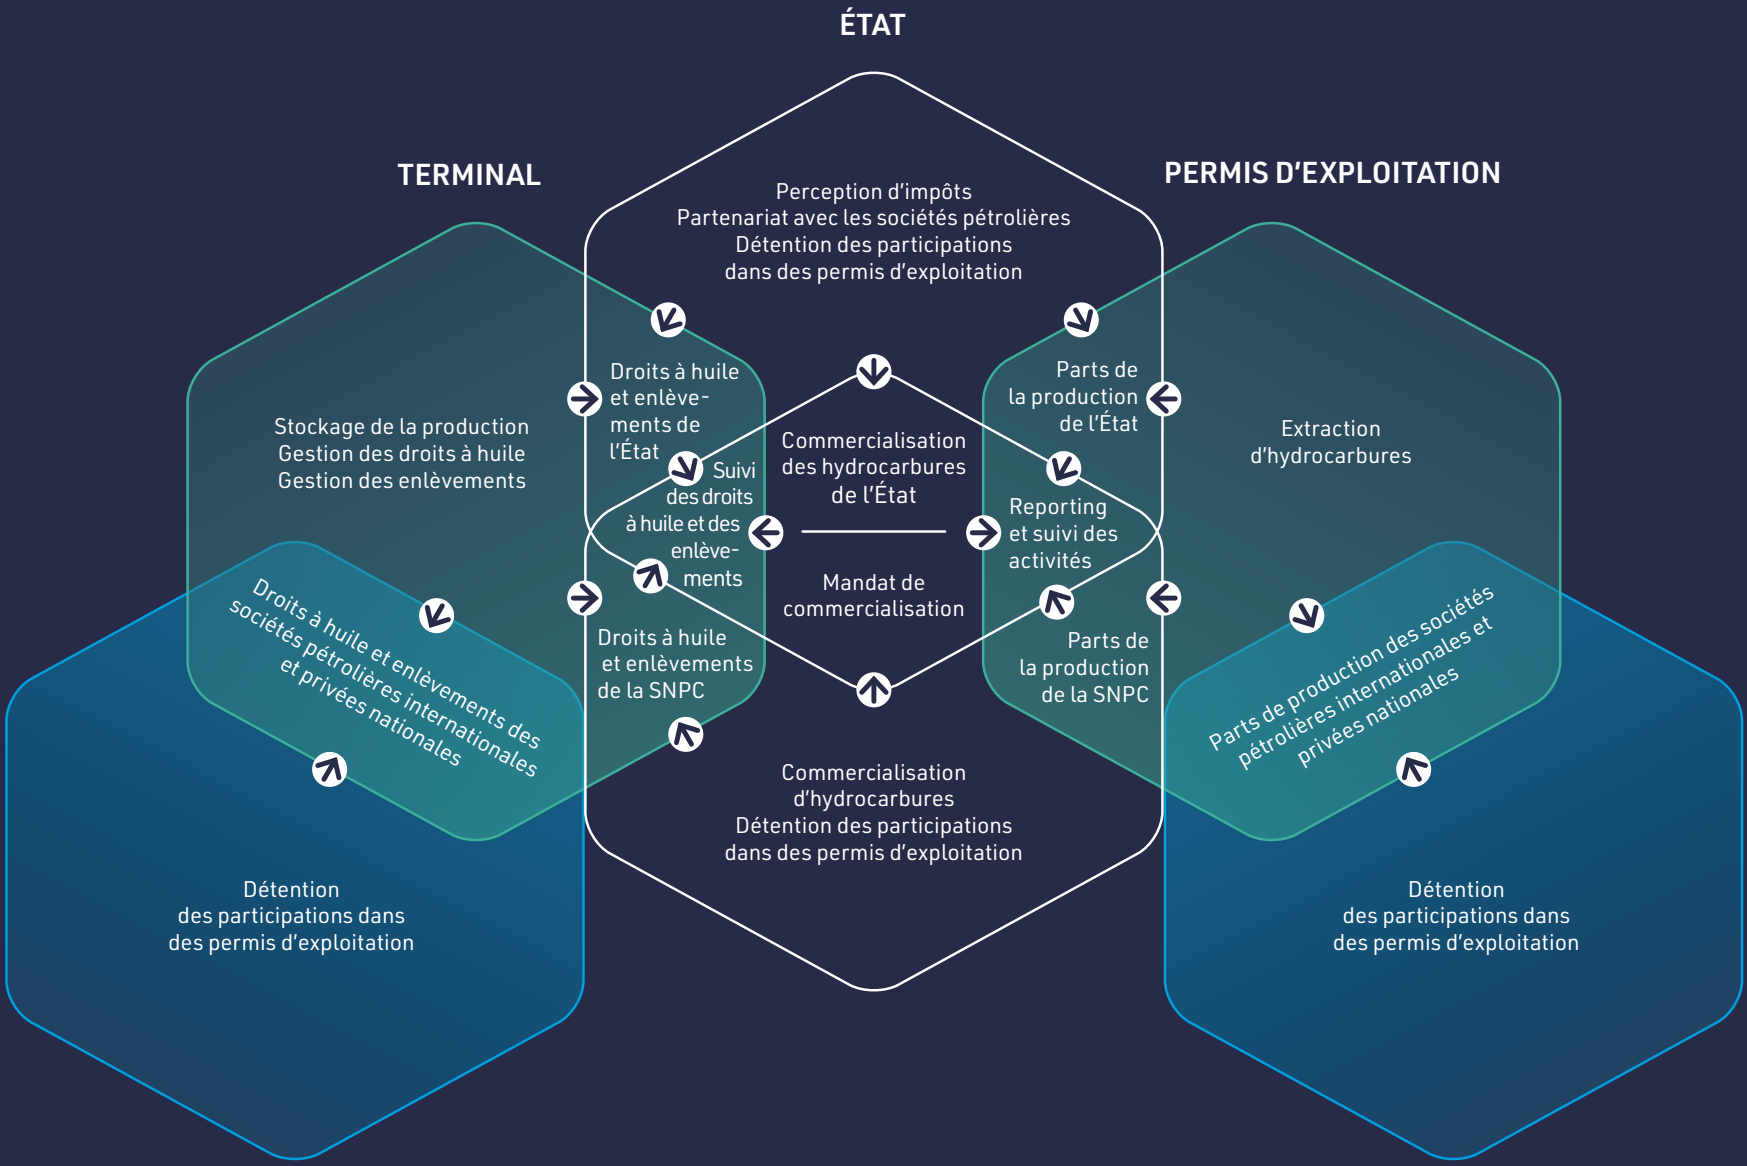 ÉTAT
TERMINAL
PERMIS D'EXPLOITATION
Perception d'impôts
Partenariat avec les sociétés pétrolières
Détention des participations
dans des permis d'exploitation
Droits à huile
et enlève-
ments de
l'État
Parts de
la production
de l'État
Stockage de la production
Gestion des droits à huile
Gestion des enlèvements
Commercialisation
des hydrocarbures
de l'État
Extraction
d'hydrocarbures
Suivi
des droits
à huile et des
enlève-
ments
Reporting
et suivi des
activités
Mandat de
commercialisation
Droits à huile et enlèvements des
sociétés pétrolières internationales
et privées nationales
Droits à huile
et enlèvements
de la SNPC
Parts de
la production
de la SNPC
Parts de production des sociétés
pétrolières internationales et
privées nationales
Commercialisation
d'hydrocarbures
Détention des participations
dans des permis d'exploitation
Détention
des participations dans
des permis d'exploitation
Détention
des participations dans
des permis d'exploitation